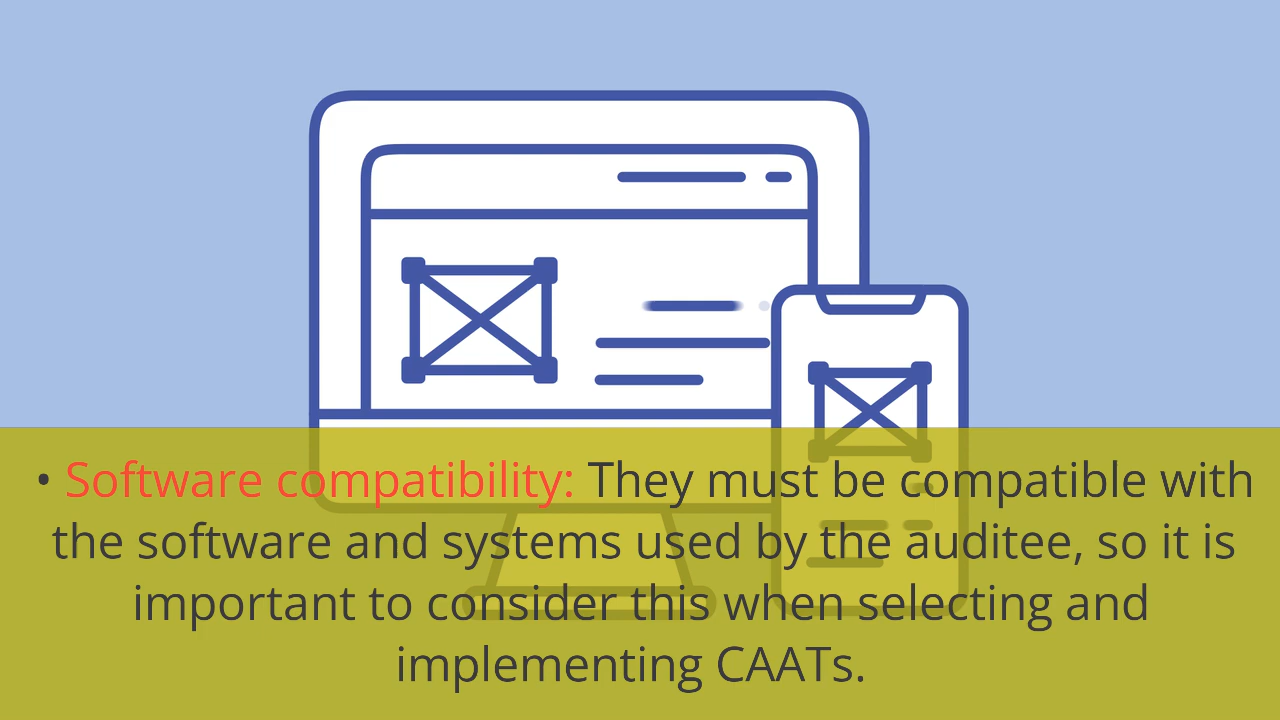 • Software compatibility: They must be compatible with
the software and systems used by the auditee, so it is
important to consider this when selecting and
implementing CAATs.